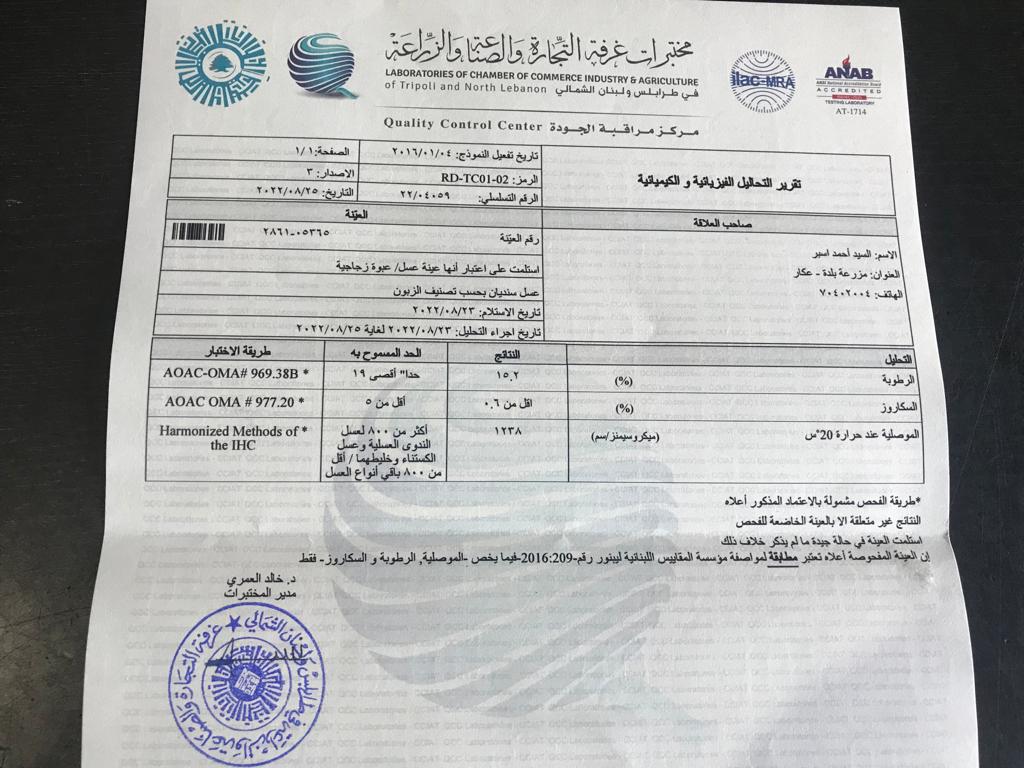 مختبرات غرفة التجارة والصناعة والزراعة
LABORATORIES OF CHAMBER OF COMMERCE INDUSTRY & AGRICULTURE
of Tripoli and North Lebanon في طرابلس ولبنان الشمالي
ilac-MRA
ANAB
ANSI National Accreditation Board
ACCREDITED
TESTING LABORATORY
AT-1714
Quality Control Center مركز مراقبة الجودة
تقرير التحاليل الفيزيائية و الكيميائية
تاريخ تفعيل النموذج: ٢٠١٦/٠١/٠٤
الصفحة: ١/١
الرمز: RD-TC01-02
الاصدار: ٣
الرقم التسلسلي: ٢٢/٠٤٠٥٩
التاريخ: ٢٠٢٢/٠٨/٢٥
صاحب العلاقة
الاسم: السيد أحمد اسبر
العنوان: مزرعة بلدة - عكار
الهاتف: ٧٠٤٠٢٠٠٤
العيّنة
رقم العيّنة ٢٨٦١-٠٥٣٦٥
استلمت على اعتبار أنها عينة عسل/ عبوة زجاجية
عسل سنديان بحسب تصنيف الزبون
تاريخ الاستلام: ٢٠٢٢/٠٨/٢٣
تاريخ اجراء التحليل: ٢٠٢٢/٠٨/٢٣ لغاية ٢٠٢٢/٠٨/٢٥
التحليل النتائج الحد المسموح به طريقة الاختبار
الرطوبة (%) ١٥.٢ حدا" أقصى ١٩ AOAC-OMA# 969.38B *
السكاروز (%) اقل من ٠.٦ أقل من ٥ AOAC OMA # 977.20 *
الموصلية عند حرارة 20°س (ميكروسيمنز/سم) ١٢٣٨ أكثر من ٨٠٠ لعسل Harmonized Methods of *
الندوى العسلية وعسل the IHC
الكستناء وخليطهما / أقل
من ٨٠٠ باقي أنواع العسل
*طريقة الفحص مشمولة بالاعتماد المذكور أعلاه
النتائج غير متعلقة الا بالعينة الخاضعة للفحص
استلمت العينة في حالة جيدة ما لم يذكر خلاف ذلك
إن العينة المفحوصة أعلاه تعتبر مطابقة لمواصفة مؤسسة المقاييس اللبنانية ليبنور رقم-2016:209-فيما يخص -الموصلية, الرطوبة و السكاروز- فقط
د. خالد العمري
مدير المختبرات